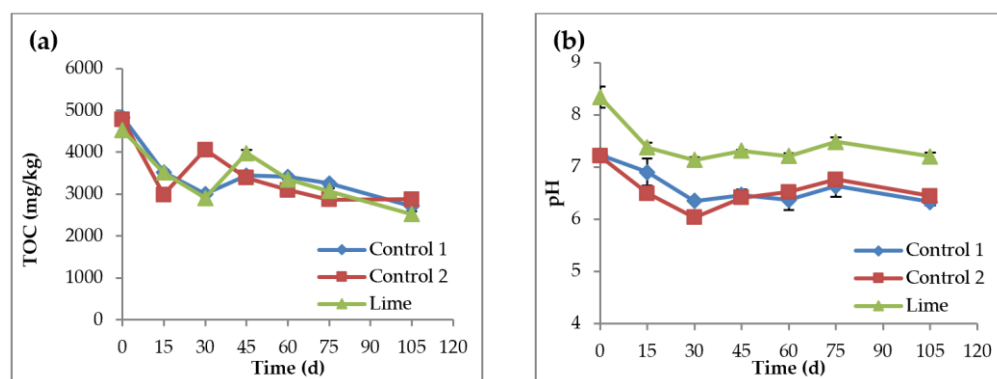 (a)
TOC (mg/kg)
6000
5000
4000
3000
2000
1000
0
0 15 30 45 60 75 90 105 120
Time (d)
Control 1
Control 2
Lime
(b)
pH
9
8
7
6
5
4
0 15 30 45 60 75 90 105 120
Time (d)
Control 1
Control 2
Lime